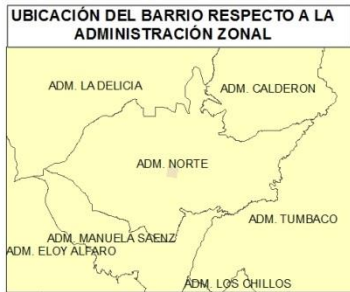 UBICACIÓN DEL BARRIO RESPECTO A LA
ADMINISTRACIÓN ZONAL
ADM. LA DELICIA
ADM. CALDERON
ADM. NORTE
ADM. TUMBACO
ADM. MANUELA SAENZ
ADM. ELOY ALFARO
ADM. LOS CHILLOS